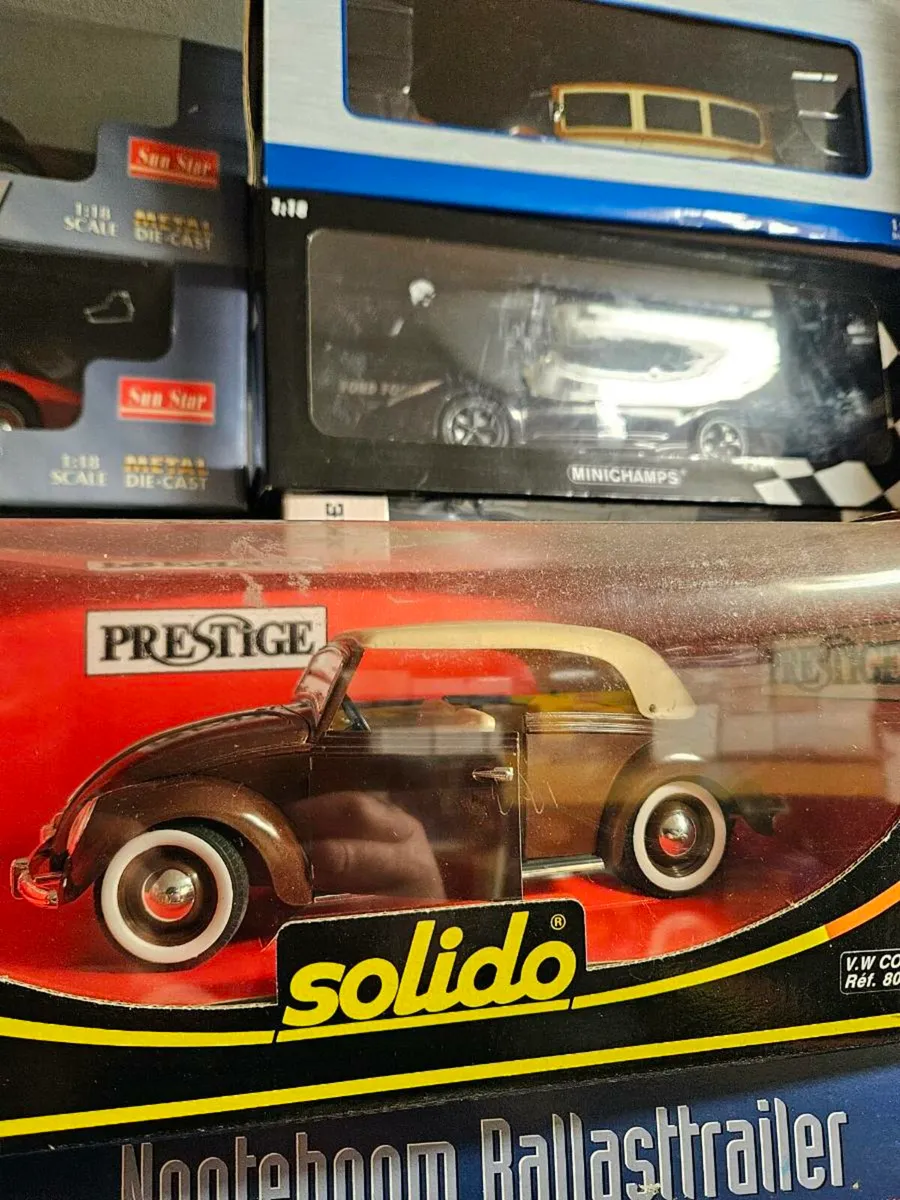 Sun Star
1:18
SCALE
METAL
DIE-CAST
1:18
Sun Star
1:18
SCALE
METAL
DIE-CAST
MINICHAMPS
PRESTIGE
PRESTIGE
solido®
V.W CO
Réf. 80
Nooteboom Ballasttrailer